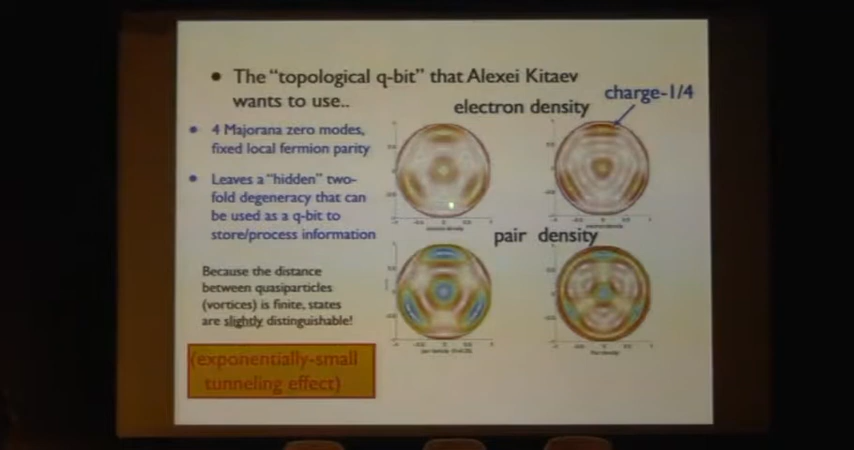 • The "topological q-bit" that Alexei Kitaev
wants to use..
charge-1/4
electron density
• 4 Majorana zero modes,
fixed local fermion parity
• Leaves a "hidden" two-
fold degeneracy that can
be used as a q-bit to
store/process information
pair density
Because the distance
between quasiparticles
(vortices) is finite, states
are slightly distinguishable!
(exponentially-small
tunneling effect)